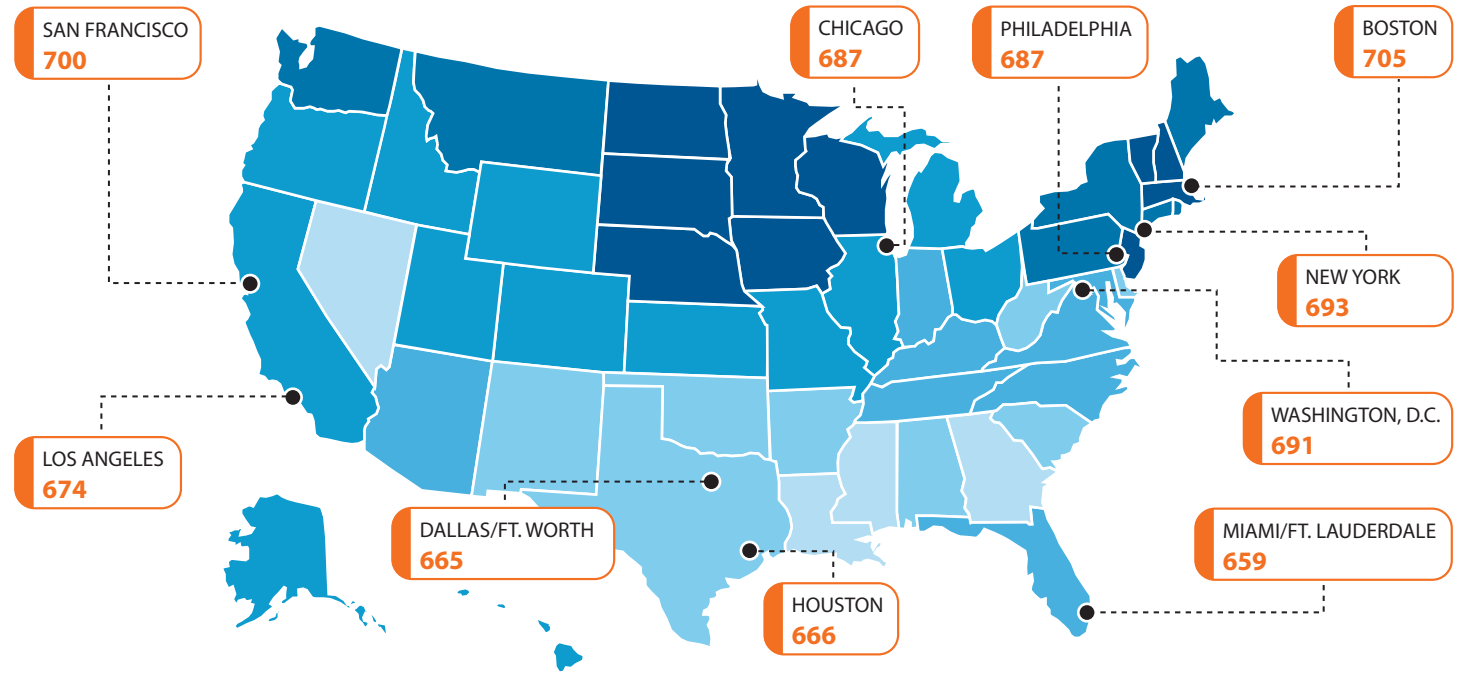 SAN FRANCISCO
700
CHICAGO
687
PHILADELPHIA
687
BOSTON
705
NEW YORK
693
WASHINGTON, D.C.
691
LOS ANGELES
674
DALLAS/FT. WORTH
665
MIAMI/FT. LAUDERDALE
659
HOUSTON
666